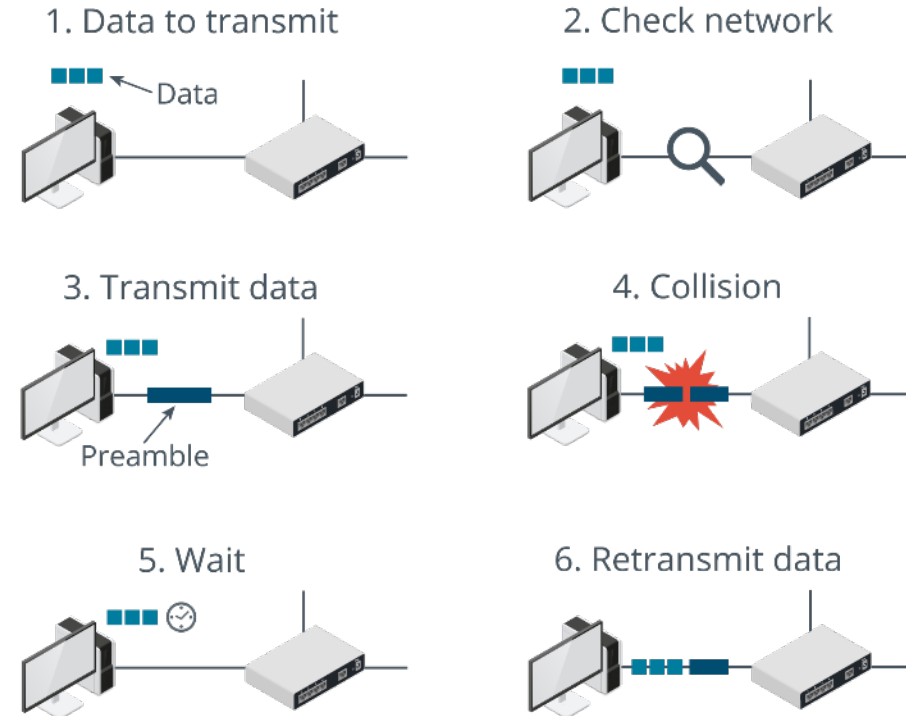 1. Data to transmit
2. Check network
Data
3. Transmit data
4. Collision
Preamble
5. Wait
6. Retransmit data